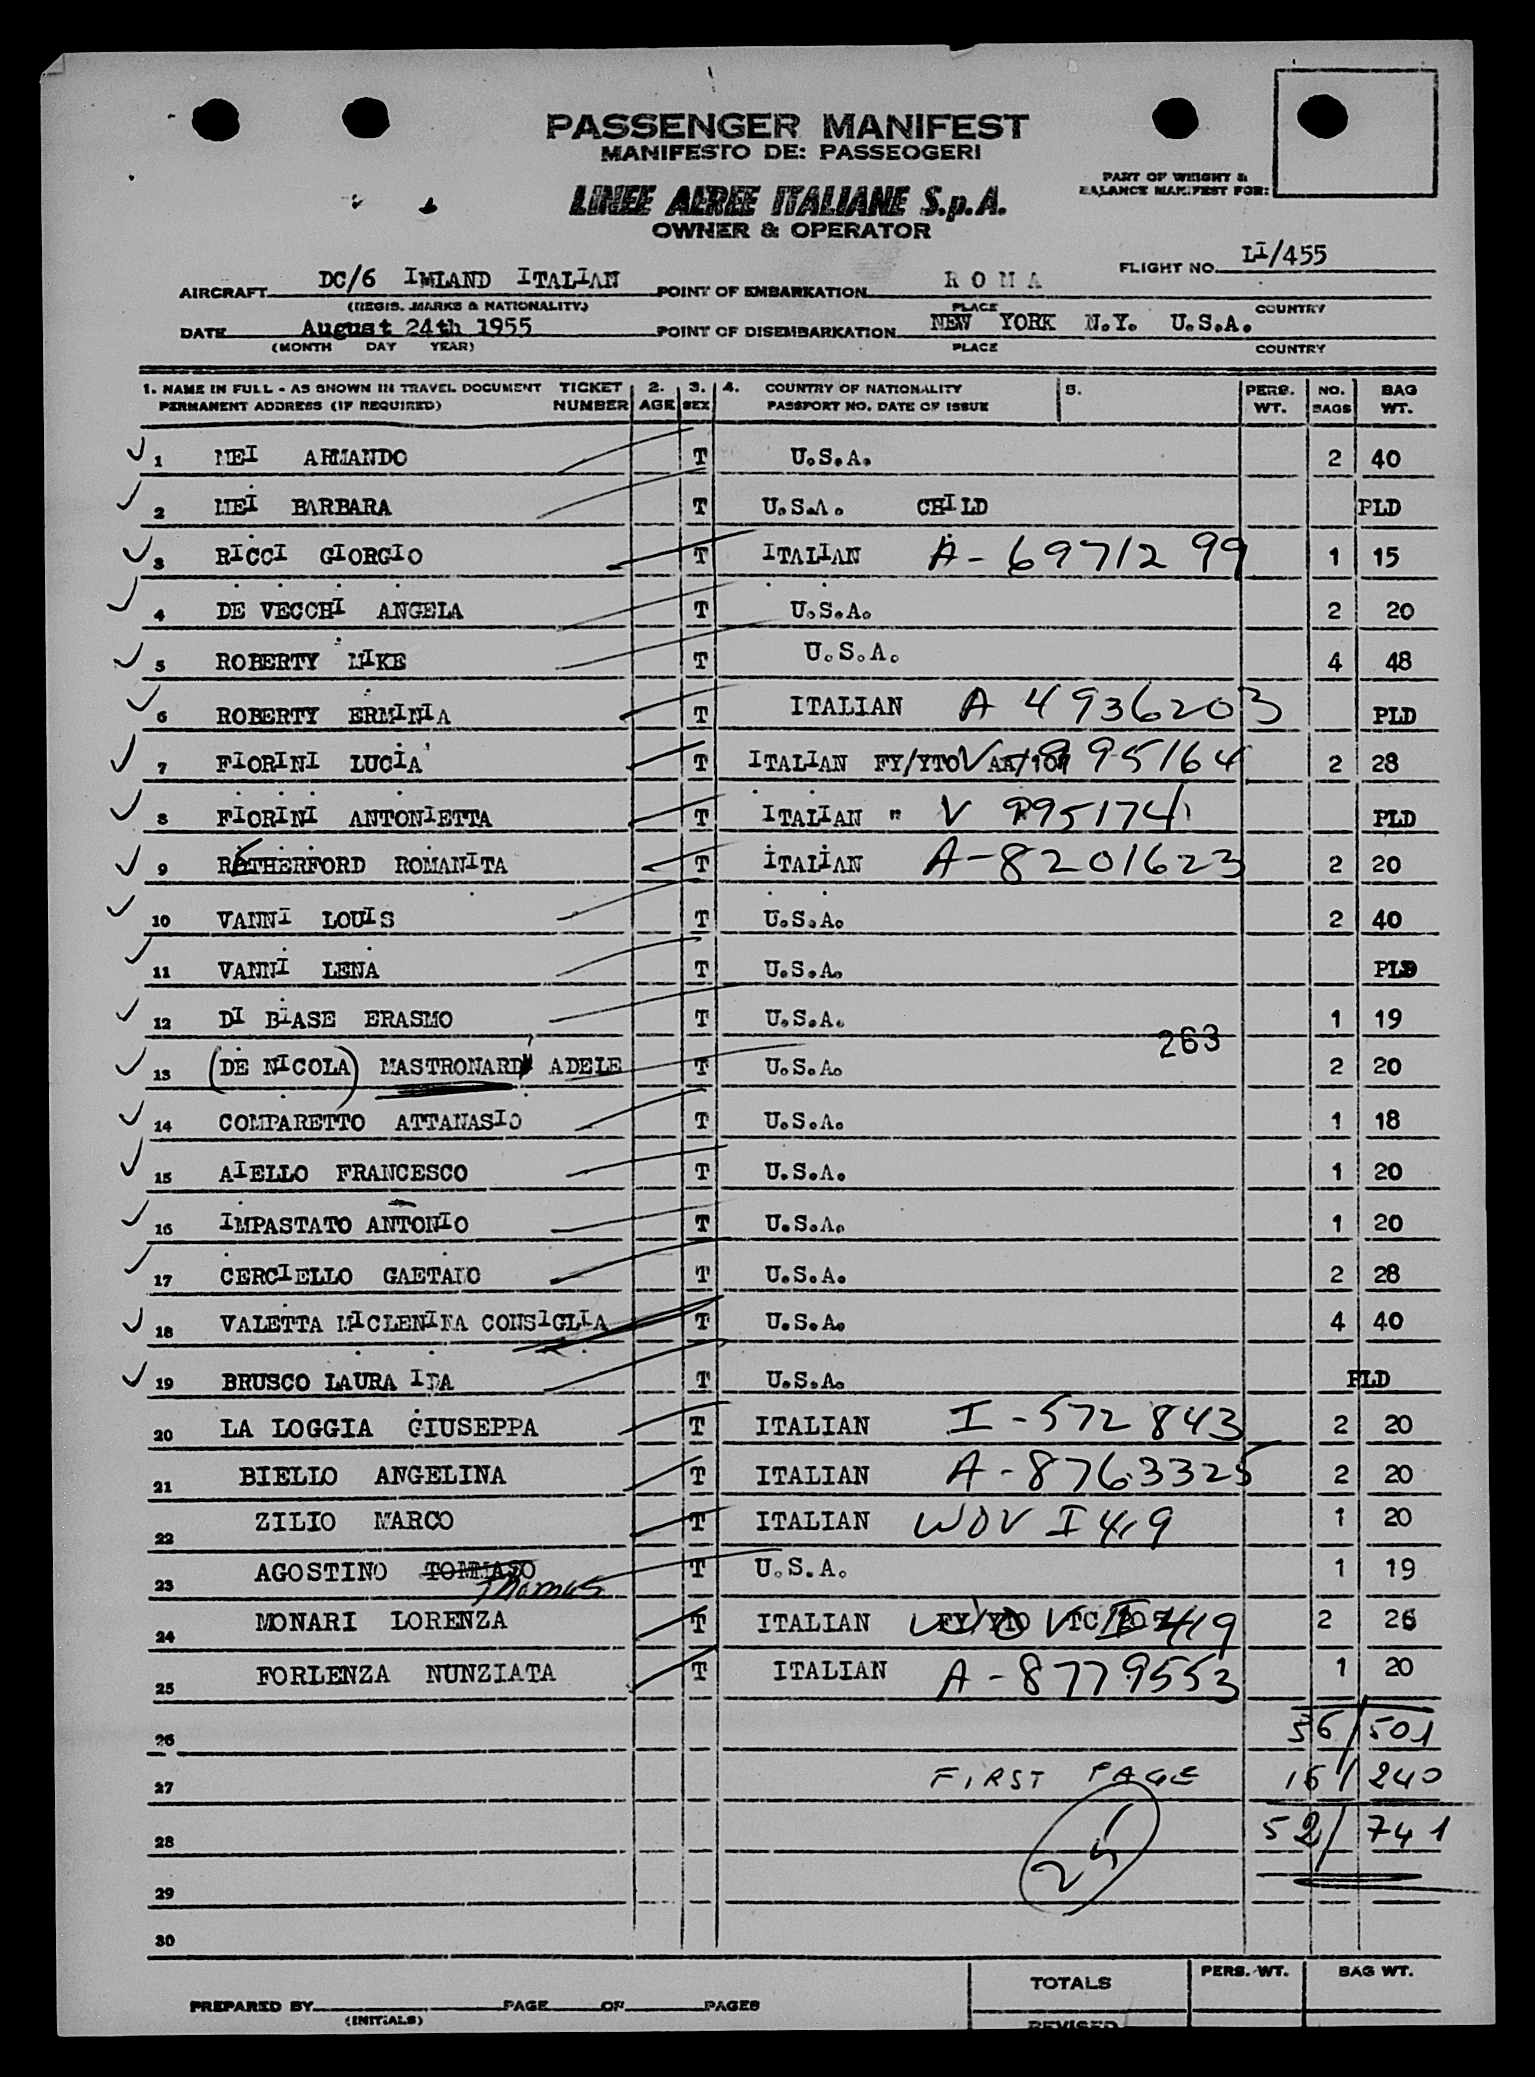 PASSENGER MANIFEST
MANIFESTO DE: PASSEOGERI
LINEE AEREE ITALIANE S.p.A.
OWNER & OPERATOR
PART OF WEIGHT &
BALANCE MANIFEST FOR:
FLIGHT NO. LI/455
AIRCRAFT DC/6 ITALIAN POINT OF EMBARKATION ROMA
(REGIS. MARKS & NATIONALITY) PLACE COUNTRY
DATE August 24th 1955 POINT OF DISEMBARKATION NEW YORK N.Y. U.S.A.
(MONTH DAY YEAR) PLACE COUNTRY
1. NAME IN FULL - AS SHOWN IN TRAVEL DOCUMENT TICKET 2. 3. 4. COUNTRY OF NATIONALITY 5. PERS. NO. BAG
PERMANENT ADDRESS (IF REQUIRED) NUMBER AGE SEX PASSPORT NO. DATE OF ISSUE WT. BAGS WT.
1 MEI ARMANDO T U.S.A. 2 40
2 MEI BARBARA T U.S.A. CHILD PLD
3 RICCI GIORGIO T ITALIAN A-6971299 1 15
4 DE VECCHI ANGELA T U.S.A. 2 20
5 ROBERTY MIKE T U.S.A. 4 48
6 ROBERTY ERMINIA T ITALIAN A 4936203 PLD
7 FIORINI LUCIA T ITALIAN FY/YTO V 995164 2 28
8 FIORINI ANTONIETTA T ITALIAN " V 995174 PLD
9 RUTHERFORD ROMANITA T ITALIAN A-8201623 2 20
10 VANNI LOUIS T U.S.A. 2 40
11 VANNI LENA T U.S.A. PLD
12 DI BIASE ERASMO T U.S.A. 1 19
263
13 (DE NICOLA) MASTRONARDI ADELE T U.S.A. 2 20
14 COMPARETTO ATTANASIO T U.S.A. 1 18
15 AIELLO FRANCESCO T U.S.A. 1 20
16 IMPASTATO ANTONIO T U.S.A. 1 20
17 CERCIELLO GAETANO T U.S.A. 2 28
18 VALETTA MICLENINA CONSIGLIA T U.S.A. 4 40
19 BRUSCO LAURA IDA T U.S.A. PLD
20 LA LOGGIA GIUSEPPA T ITALIAN I-572843 2 20
21 BIELLO ANGELINA T ITALIAN A-8763325 2 20
22 ZILIO MARCO T ITALIAN WOV I 419 1 20
23 AGOSTINO TOMMASO T U.S.A. 1 19
Thomas
24 MONARI LORENZA T ITALIAN 419 2 26
25 FORLENZA NUNZIATA T ITALIAN A-8779553 1 20
26 36/501
27 FIRST PAGE 16/240
28 52/741
25
29
30
TOTALS PERS. WT. BAG WT.
PREPARED BY PAGE OF PAGES
(INITIALS) REVISED